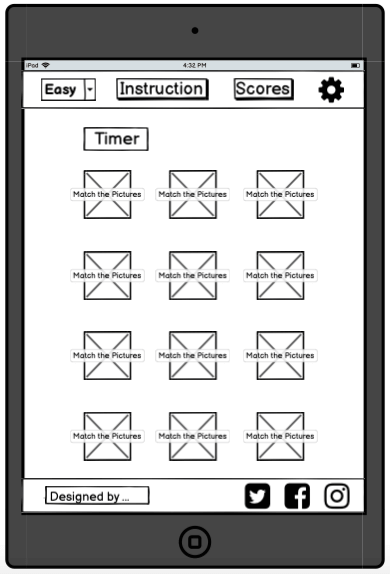 iPad 4:32 PM
Easy Instruction Scores
Timer
Match the Pictures Match the Pictures Match the Pictures
Match the Pictures Match the Pictures Match the Pictures
Match the Pictures Match the Pictures Match the Pictures
Match the Pictures Match the Pictures Match the Pictures
Designed by ...